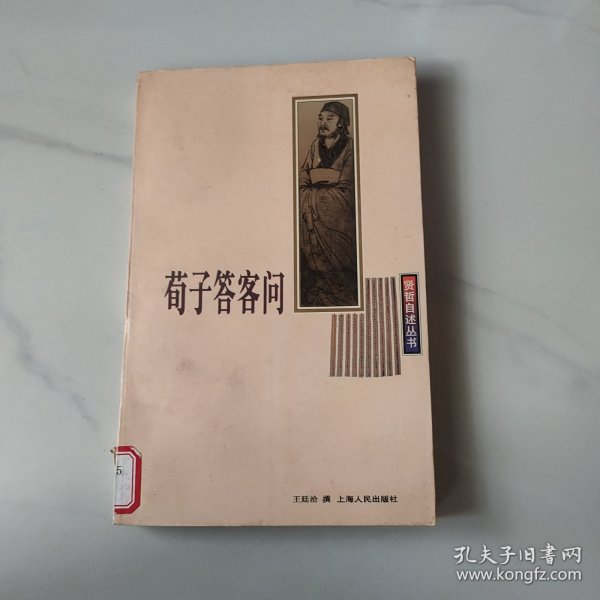 荀子答客问
贤哲自述丛书
5
王廷洽 撰 上海人民出版社
孔夫子旧书网
www.kongfz.com